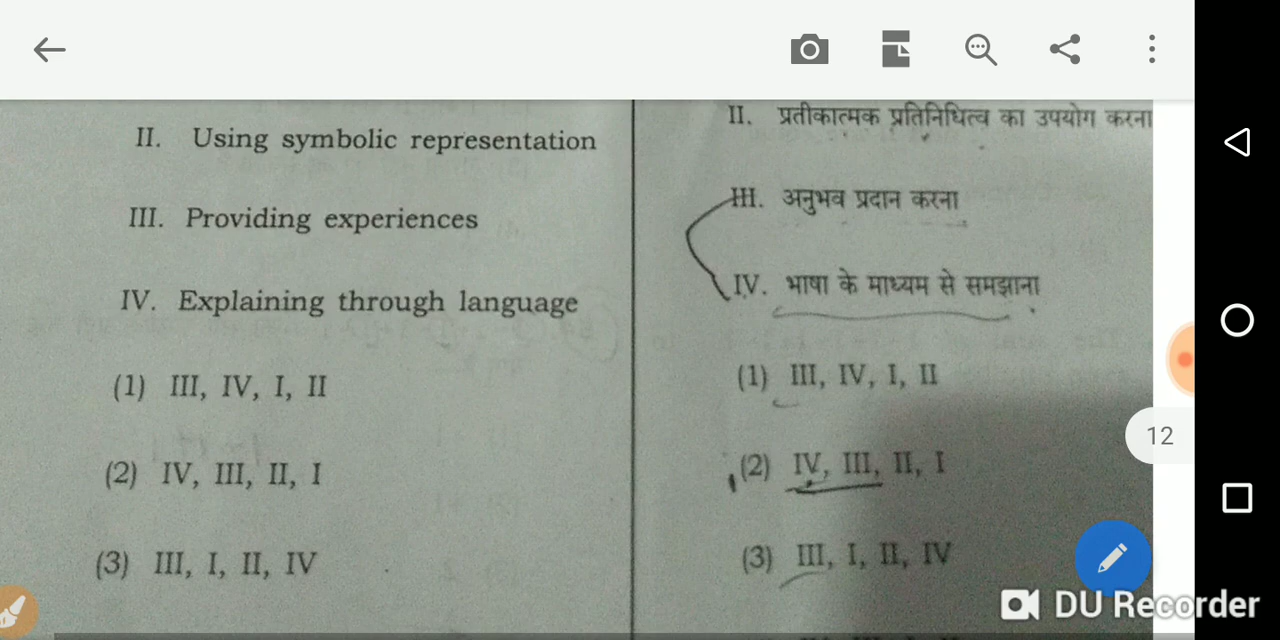 II. Using symbolic representation
III. Providing experiences
IV. Explaining through language
(1) III, IV, I, II
(2) IV, III, II, I
(3) III, I, II, IV
II. प्रतीकात्मक प्रतिनिधित्व का उपयोग करना
III. अनुभव प्रदान करना
IV. भाषा के माध्यम से समझाना
(1) III, IV, I, II
(2) IV, III, II, I
(3) III, I, II, IV
12
DU Recorder